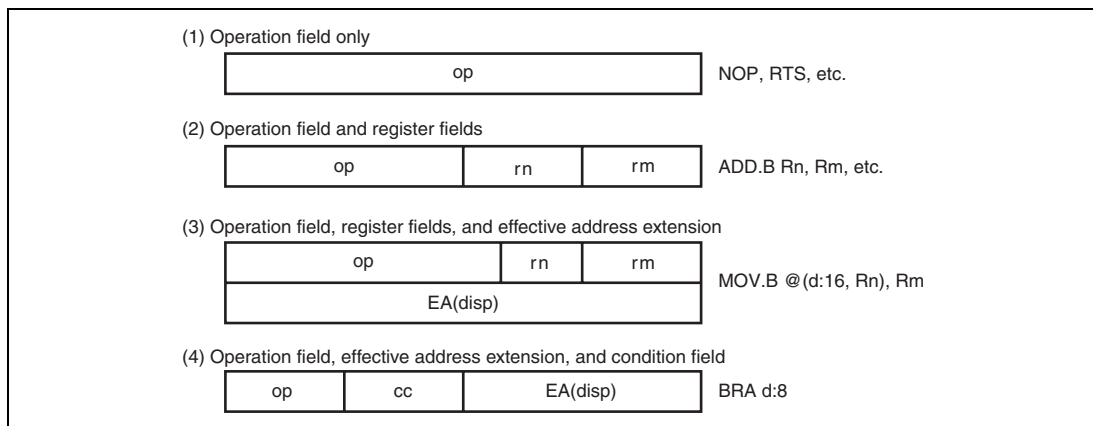 (1) Operation field only
op
NOP, RTS, etc.
(2) Operation field and register fields
op rn rm
ADD.B Rn, Rm, etc.
(3) Operation field, register fields, and effective address extension
op rn rm
EA(disp)
MOV.B @(d:16, Rn), Rm
(4) Operation field, effective address extension, and condition field
op cc EA(disp)
BRA d:8